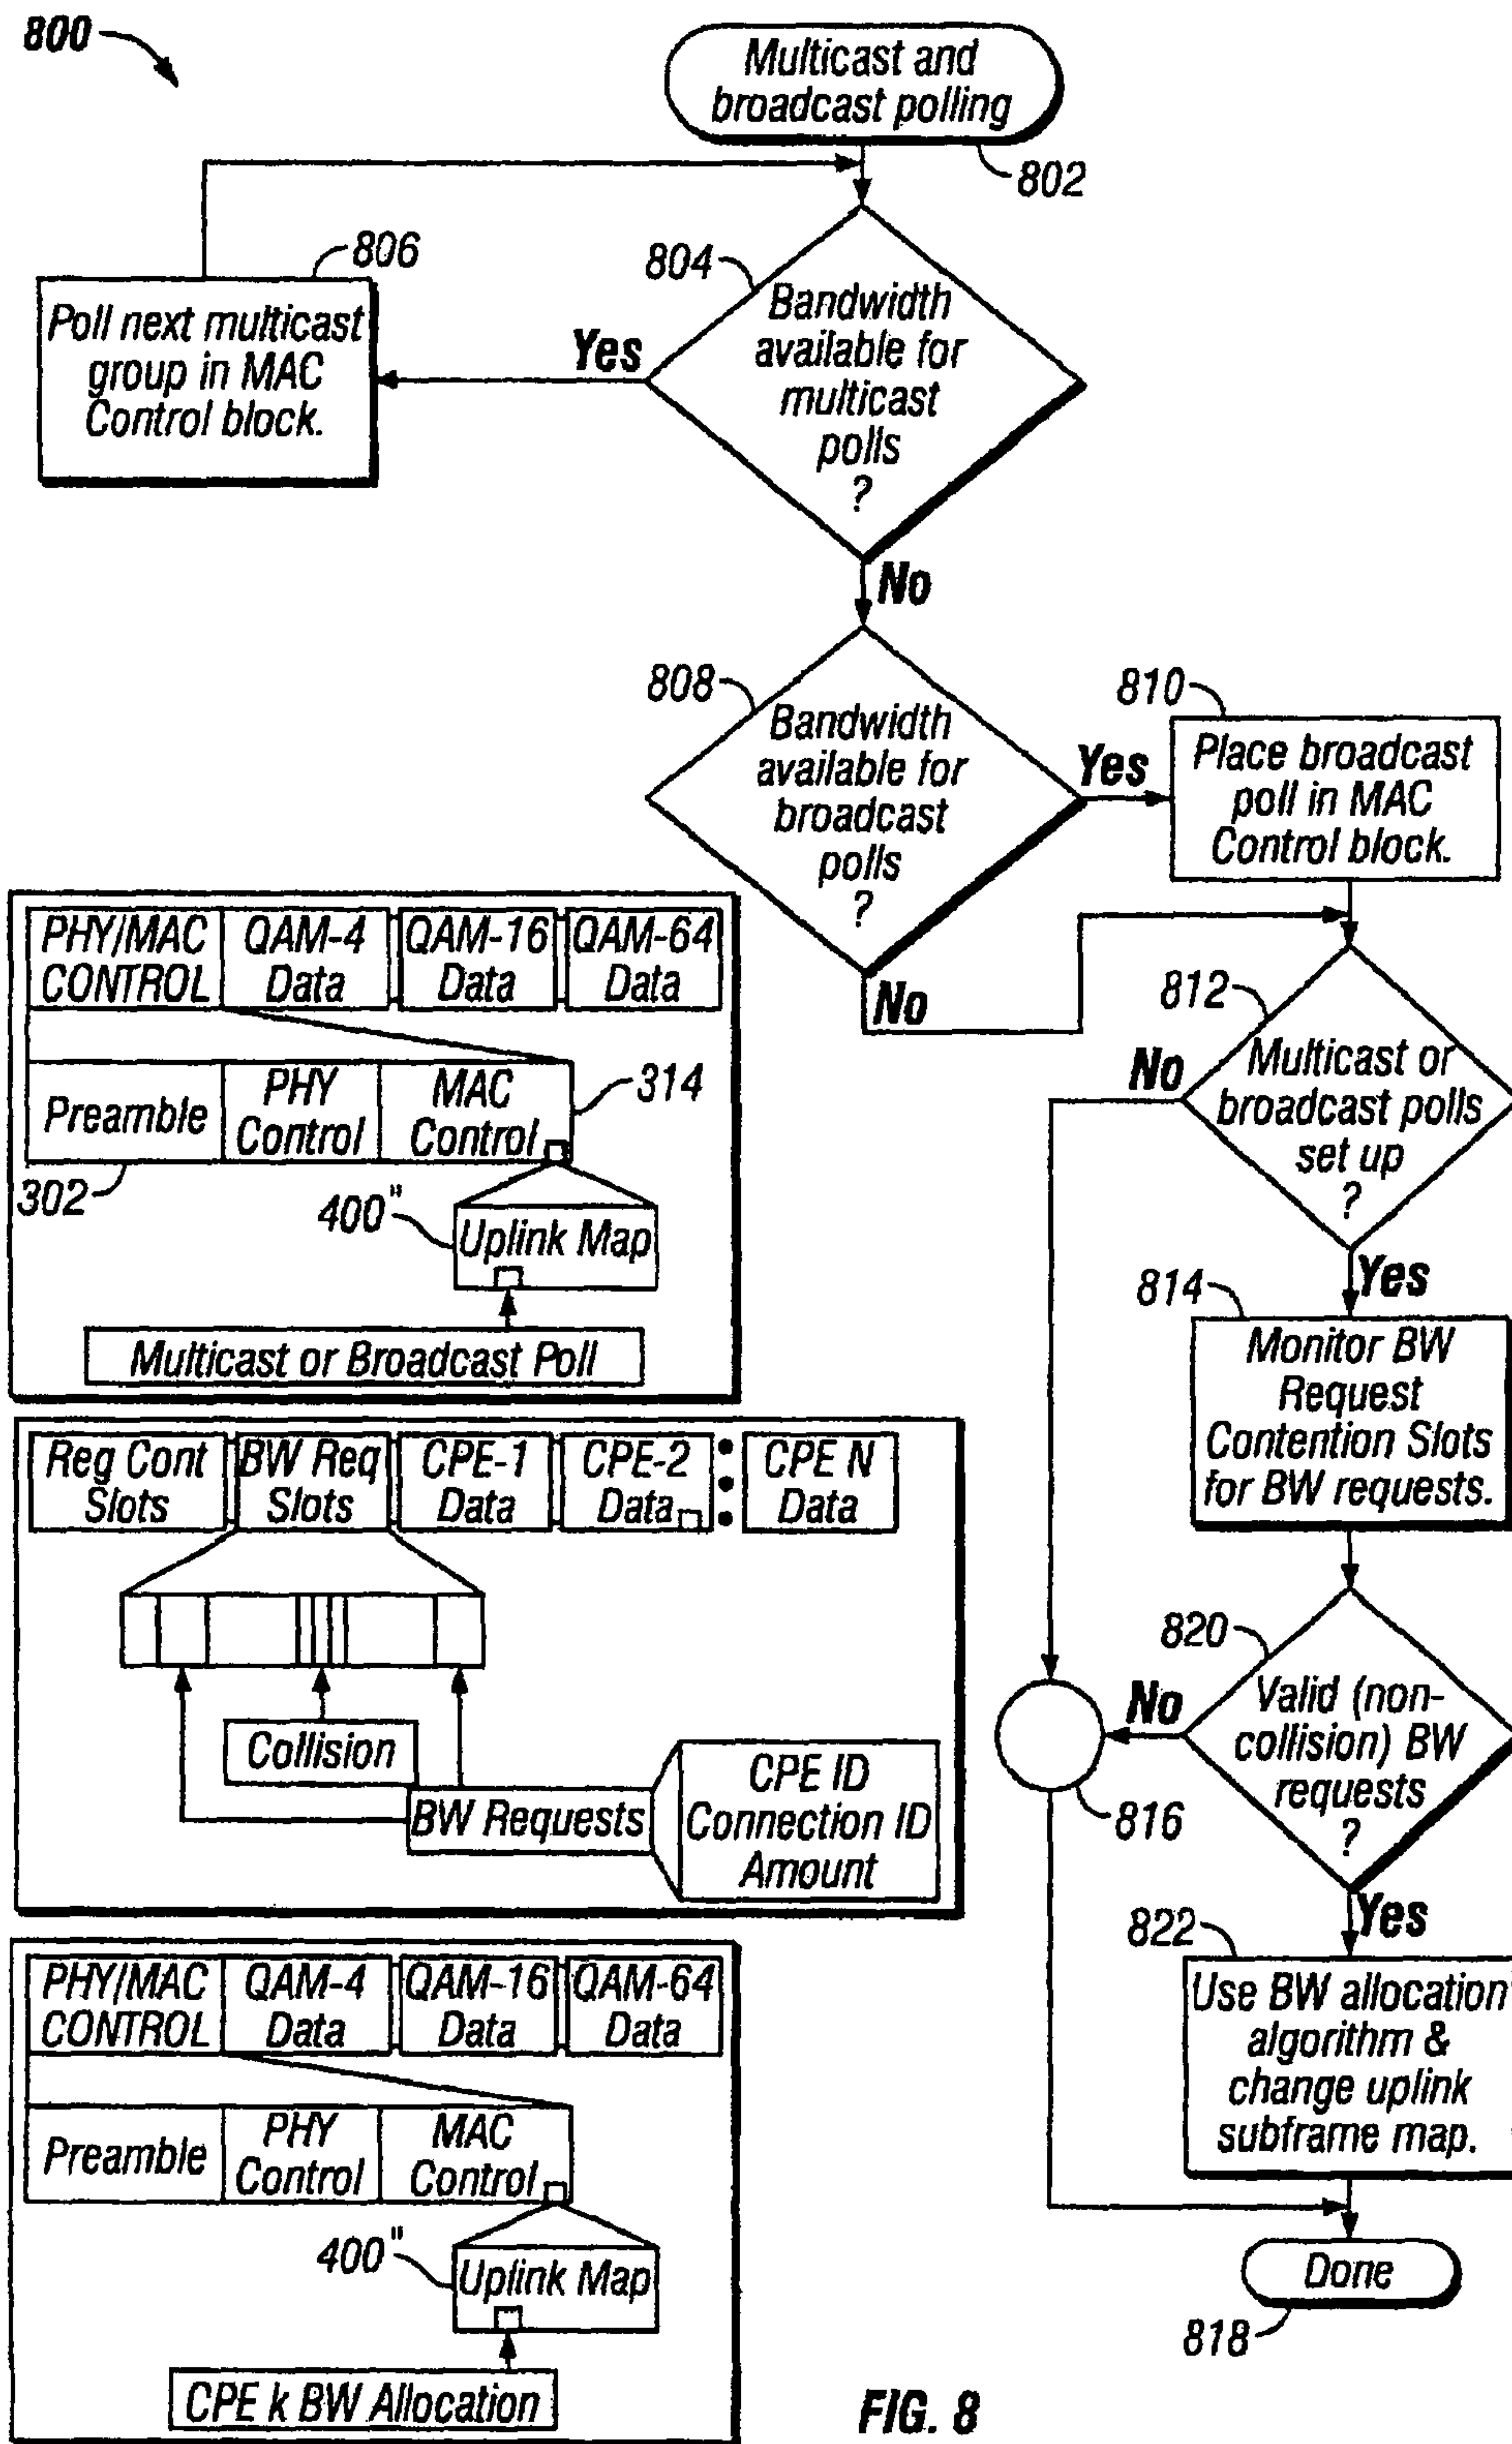 800
Multicast and
broadcast polling
802
806
Poll next multicast
group in MAC
Control block.
804
Bandwidth
available for
multicast
polls
?
Yes
No
808
Bandwidth
available for
broadcast
polls
?
Yes
No
810
Place broadcast
poll in MAC
Control block.
812
Multicast or
broadcast polls
set up
?
No
Yes
814
Monitor BW
Request
Contention Slots
for BW requests.
820
Valid (non-
collision) BW
requests
?
No
Yes
816
822
Use BW allocation
algorithm &
change uplink
subframe map.
Done
818
PHY/MAC
CONTROL
QAM-4
Data
QAM-16
Data
QAM-64
Data
Preamble
PHY
Control
MAC
Control
314
302
400"
Uplink Map
Multicast or Broadcast Poll
Reg Cont
Slots
BW Req
Slots
CPE-1
Data
CPE-2
Data
CPE N
Data
Collision
BW Requests
CPE ID
Connection ID
Amount
PHY/MAC
CONTROL
QAM-4
Data
QAM-16
Data
QAM-64
Data
Preamble
PHY
Control
MAC
Control
400"
Uplink Map
CPE k BW Allocation
FIG. 8